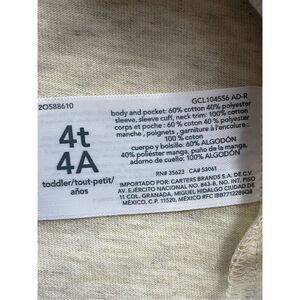 2O588610
GCL104556 AD-R
4t
4A
toddler/tout-petit/
años
body and pocket: 60% cotton 40% polyester
sleeve, sleeve cuff, neck trim: 100% cotton
corps et poche : 60 % coton 40 % polyester
manche , poignets , garniture à l'encolure :
100 % coton
cuerpo y bolsillo: 60% ALGODÓN
40% poliéster manga, puño de la manga,
adorno de cuello: 100% ALGODÓN
RN# 35623 CA# 53061
IMPORTADO POR: CARTERS BRANDS S.A. DE C.V.
AV. EJÉRCITO NACIONAL NO. 843-B, NO. INT. PISO
11 COL. GRANADA, MIGUEL HIDALGO CIUDAD DE
MÉXICO, C.P. 11520, MÉXICO RFC IBB7712286Q8